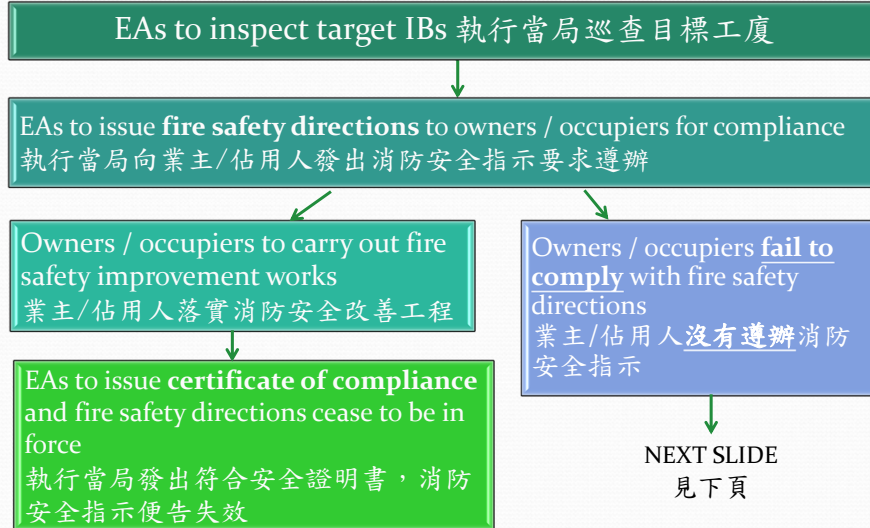 EAs to inspect target IBs 執行當局巡查目標工廈
EAs to issue fire safety directions to owners / occupiers for compliance
執行當局向業主/佔用人發出消防安全指示要求遵辦
Owners / occupiers to carry out fire
safety improvement works
業主/佔用人落實消防安全改善工程
Owners / occupiers fail to
comply with fire safety
directions
業主/佔用人沒有遵辦消防
安全指示
EAs to issue certificate of compliance
and fire safety directions cease to be in
force
執行當局發出符合安全證明書，消防
安全指示便告失效
NEXT SLIDE
見下頁